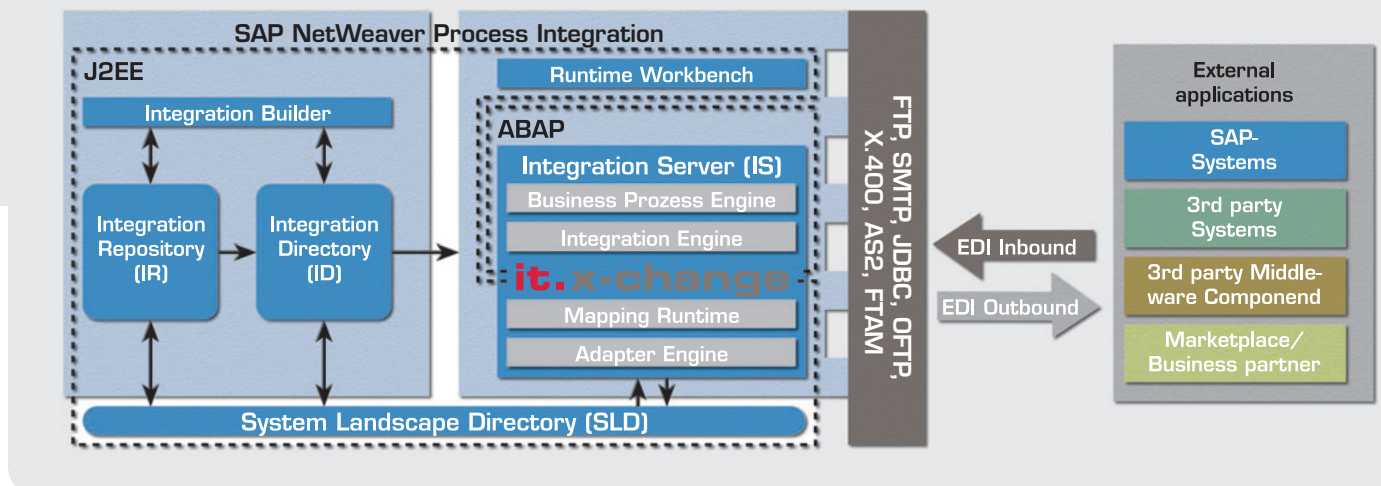 SAP NetWeaver Process Integration
J2EE
Integration Builder
Integration
Repository
(IR)
Integration
Directory
(ID)
Runtime Workbench
ABAP
Integration Server (IS)
Business Prozess Engine
Integration Engine
it.x-change
Mapping Runtime
Adapter Engine
System Landscape Directory (SLD)
FTP, SMTP, JDBC, OFTP,
X.400, AS2, FTAM
EDI Inbound
EDI Outbound
External
applications
SAP-
Systems
3rd party
Systems
3rd party Middle-
ware Componend
Marketplace/
Business partner